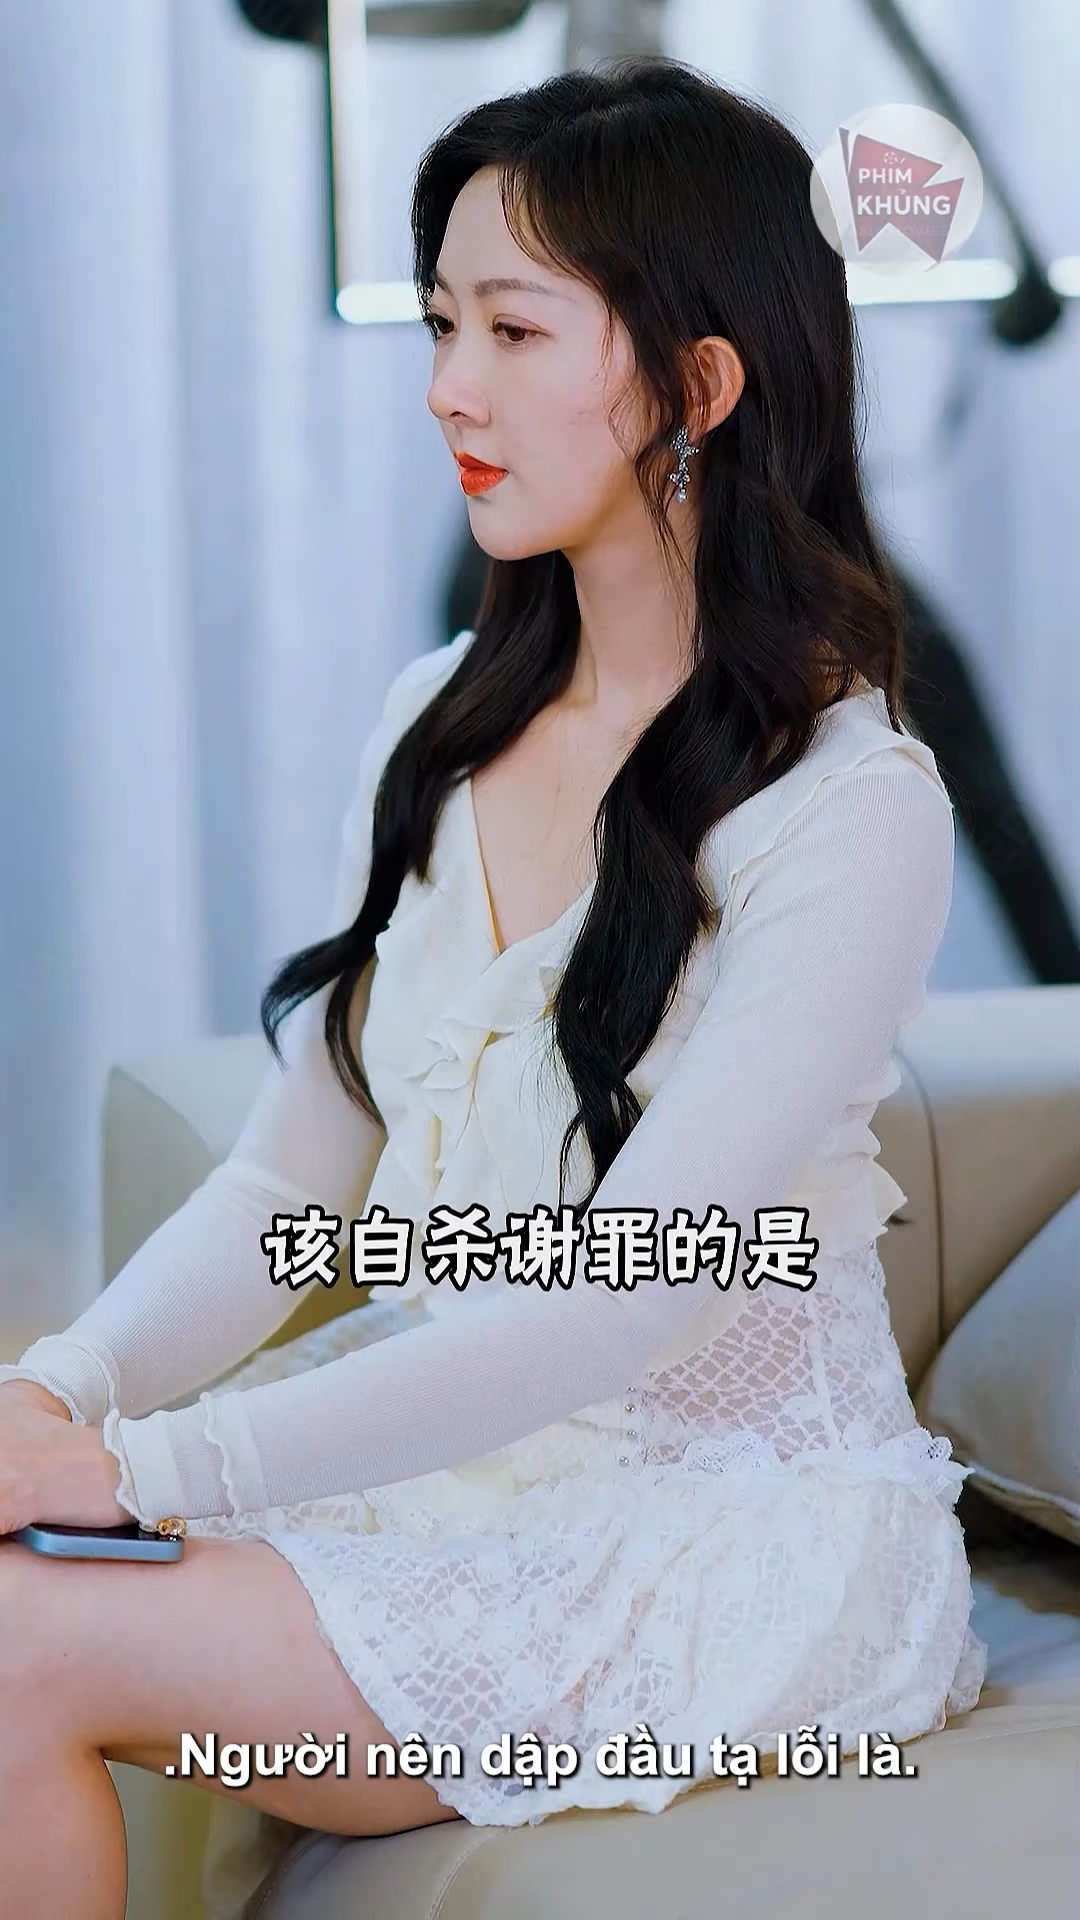 PHIM
KHỦNG
该自杀谢罪的是
.Người nên dập đầu tạ lỗi là.